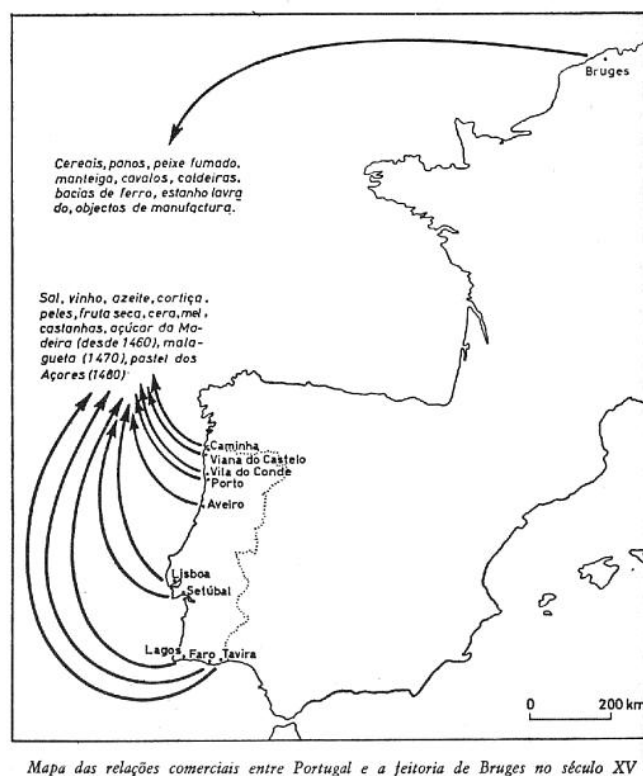 Bruges
Cereais, panos, peixe fumado,
manteiga, cavalos, caldeiras,
bacias de ferro, estanho lavra
do, objectos de manufactura.
Sal, vinho, azeite, cortiça,
peles, fruta seca, cera, mel,
castanhas, açúcar da Ma-
deira (desde 1460), mala-
gueta (1470), pastel dos
Açores (1480)
Caminha
Viana do Castelo
Vila do Conde
Porto
Aveiro
Lisboa
Setúbal
Lagos
Faro
Tavira
0 200 km
Mapa das relações comerciais entre Portugal e a feitoria de Bruges no século XV